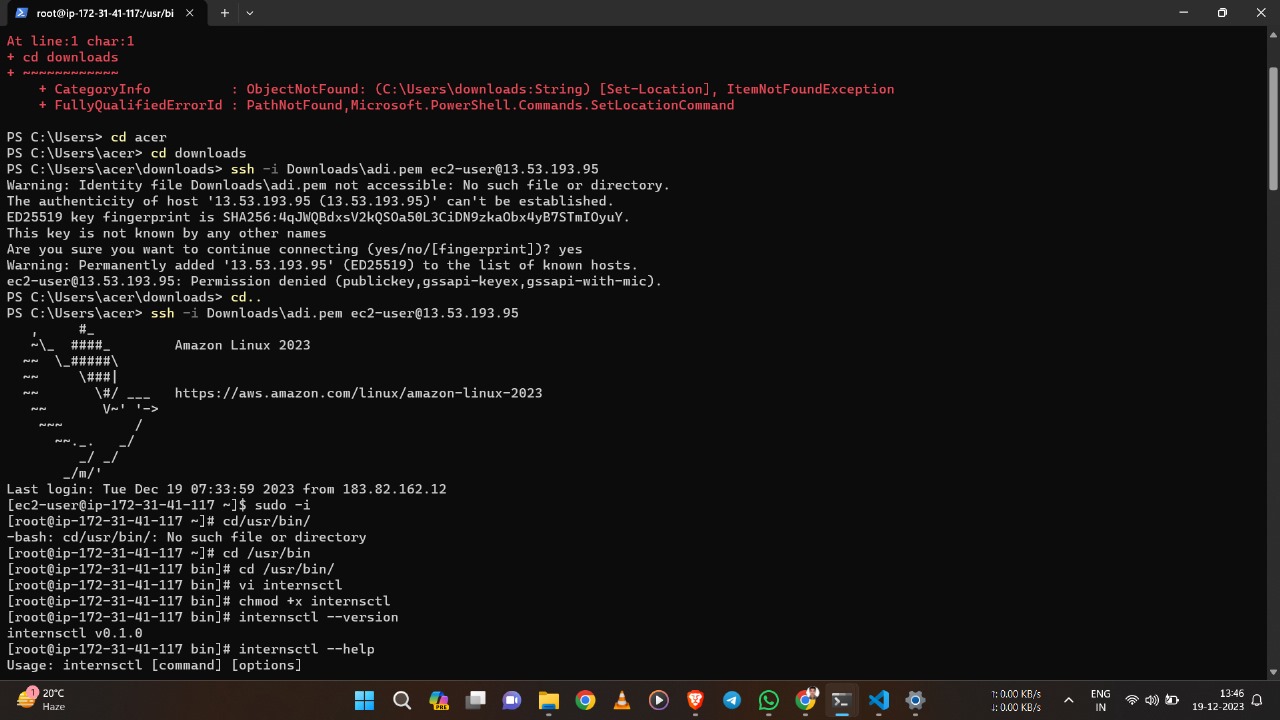 root@ip-172-31-41-117:/usr/bi
At line:1 char:1
+ cd downloads
+ ~~~~~~~~~~~~
    + CategoryInfo          : ObjectNotFound: (C:\Users\downloads:String) [Set-Location], ItemNotFoundException
    + FullyQualifiedErrorId : PathNotFound,Microsoft.PowerShell.Commands.SetLocationCommand
PS C:\Users> cd acer
PS C:\Users\acer> cd downloads
PS C:\Users\acer\downloads> ssh -i Downloads\adi.pem ec2-user@13.53.193.95
Warning: Identity file Downloads\adi.pem not accessible: No such file or directory.
The authenticity of host '13.53.193.95 (13.53.193.95)' can't be established.
ED25519 key fingerprint is SHA256:4qJWQBdxsV2kQSOa50L3CiDN9zkaObx4yB7STmIOyuY.
This key is not known by any other names
Are you sure you want to continue connecting (yes/no/[fingerprint])? yes
Warning: Permanently added '13.53.193.95' (ED25519) to the list of known hosts.
ec2-user@13.53.193.95: Permission denied (publickey,gssapi-keyex,gssapi-with-mic).
PS C:\Users\acer\downloads> cd..
PS C:\Users\acer> ssh -i Downloads\adi.pem ec2-user@13.53.193.95
   ,     #_
   ~\_  ####_        Amazon Linux 2023
  ~~  \_#####\
  ~~     \###|
  ~~       \#/ ___   https://aws.amazon.com/linux/amazon-linux-2023
   ~~       V~' '->
    ~~~         /
      ~~._.   _/
         _/ _/
       _/m/'
Last login: Tue Dec 19 07:33:59 2023 from 183.82.162.12
[ec2-user@ip-172-31-41-117 ~]$ sudo -i
[root@ip-172-31-41-117 ~]# cd/usr/bin/
-bash: cd/usr/bin/: No such file or directory
[root@ip-172-31-41-117 ~]# cd /usr/bin
[root@ip-172-31-41-117 bin]# cd /usr/bin/
[root@ip-172-31-41-117 bin]# vi internsctl
[root@ip-172-31-41-117 bin]# chmod +x internsctl
[root@ip-172-31-41-117 bin]# internsctl --version
internsctl v0.1.0
[root@ip-172-31-41-117 bin]# internsctl --help
Usage: internsctl [command] [options]
1
20°C
Haze
PRE
↑: 0.00 KB/s
↓: 0.00 KB/s
ENG
IN
13:46
19-12-2023